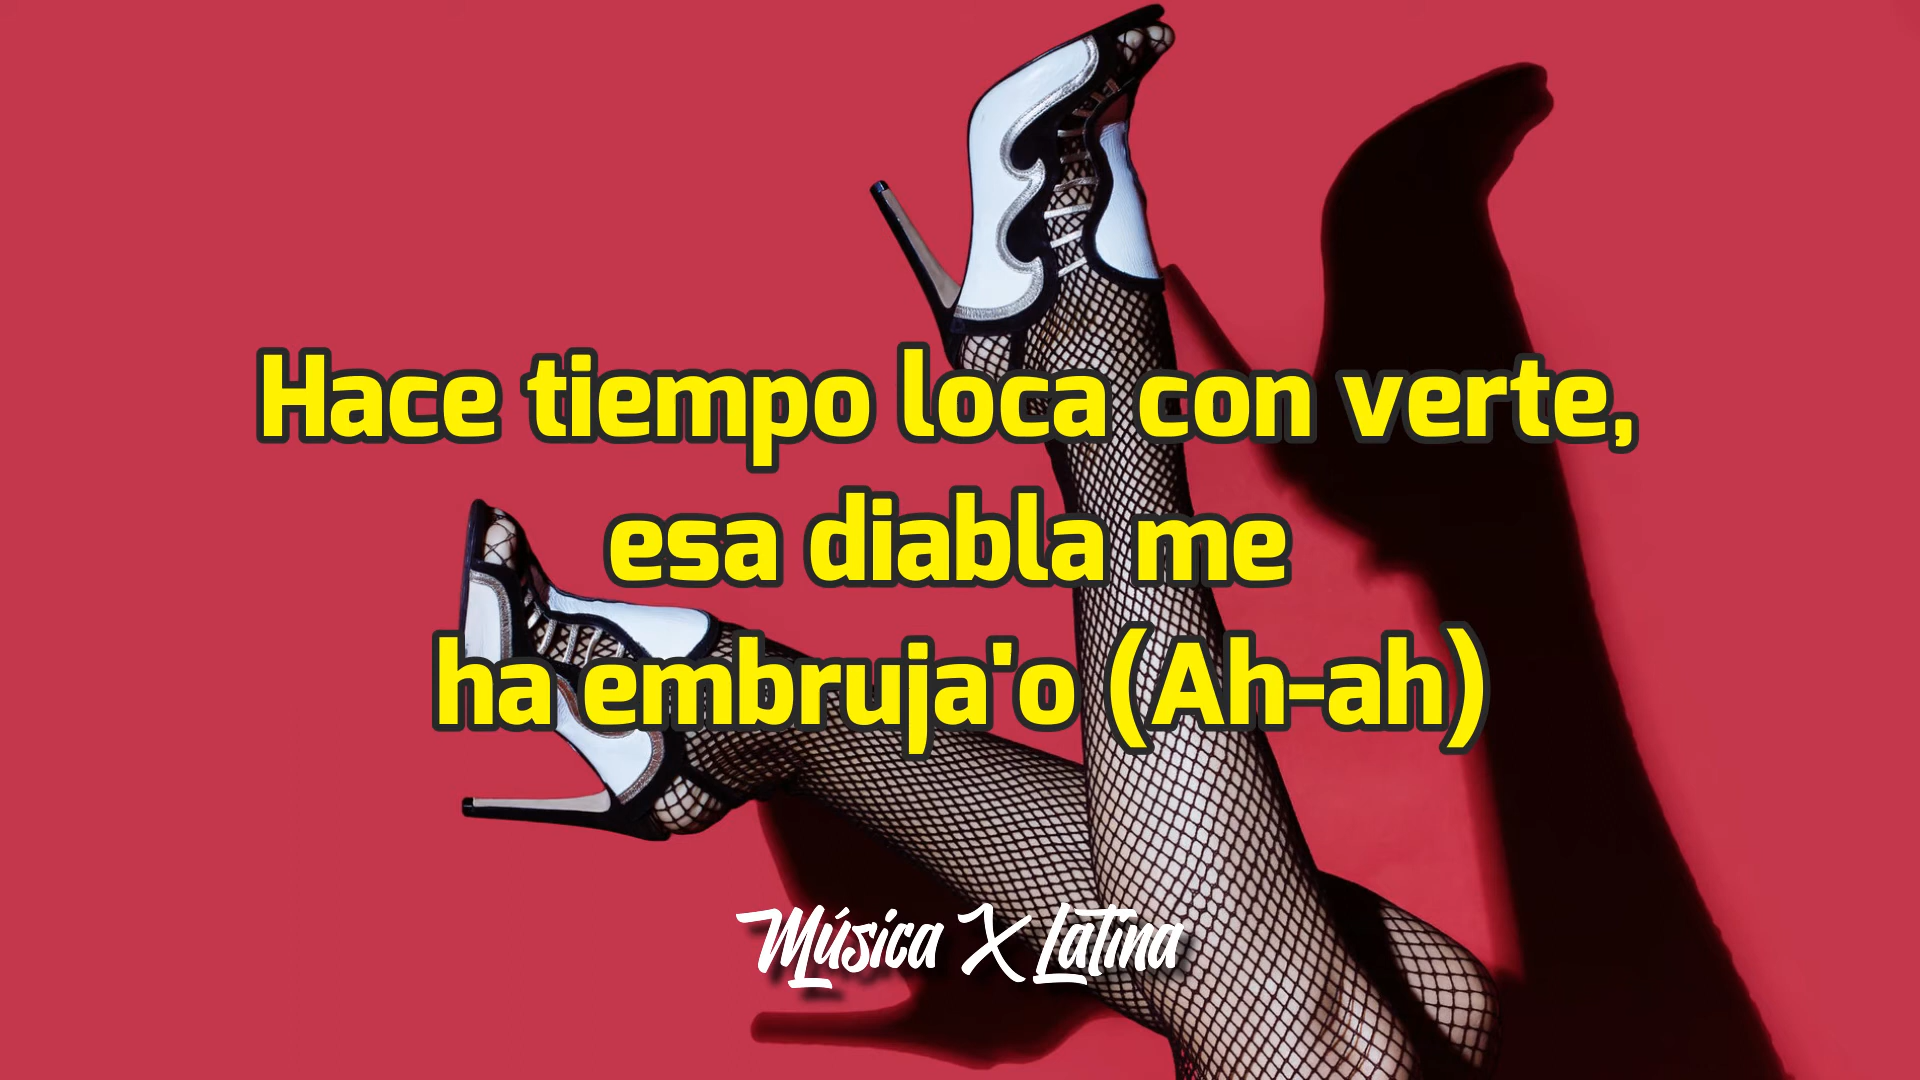 Hace tiempo loca con verte,
esa diabla me
ha embruja'o (Ah-ah)
Música X Latina